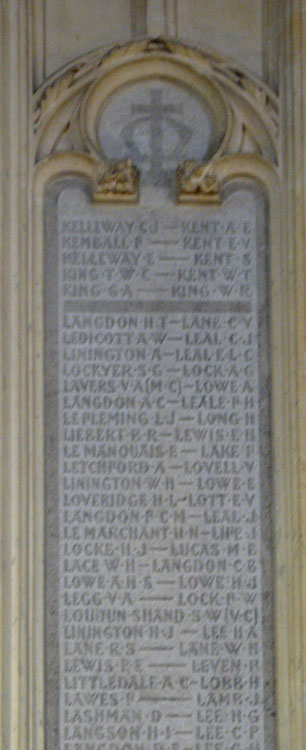 KELLEWAY·C·J—KENT·A·E
KEMBALL·F—KENT·E·V
KELLEWAY·E—KENT·S
KING·T·W·C—KENT·W·T
KING·G·A—KING·W·R
LANGDON·H·T—LANE·C·V
LEDICOTT·A·W—LEAL·C·J
LININGTON·A—LEAL·E·L·C
LOCKYER·S·G—LOCK·A·G
LAVERS·V·A(M·C)—LOWE·A
LANGDON·A·C—LEALE·P·H
LE FLEMING·L·J—LONG·H
LIEBERT·B·R—LEWIS·E·H
LE MANQUAIS·E—LAKE·F
LETCHFORD·A—LOVELL·V
LININGTON·W·H—LOWE·E
LOVERIDGE·H·L—LOTT·E·V
LANGDON·F·C·M—LEAL·J
LE MARCHANT·H·N—LIPE·J
LOCKE·H·J—LUCAS·M·E
LACE·W·H—LANGDON·C·B
LOWE·A·H·S—LOWE·H·J
LEGG·V·A—LOCK·F·W
LOUDUN·SHAND·S·W(V·C)
LININGTON·H·J—LEE·H·A
LANE·R·S—LANE·W·H
LEWIS·P·E—LEVEN
LITTLEDALE·A·C—LOBB·H
LAWES—LAMB·J
LASHMAN·D—LEE·H·G
LANGSON·H·J—LEE·C·P